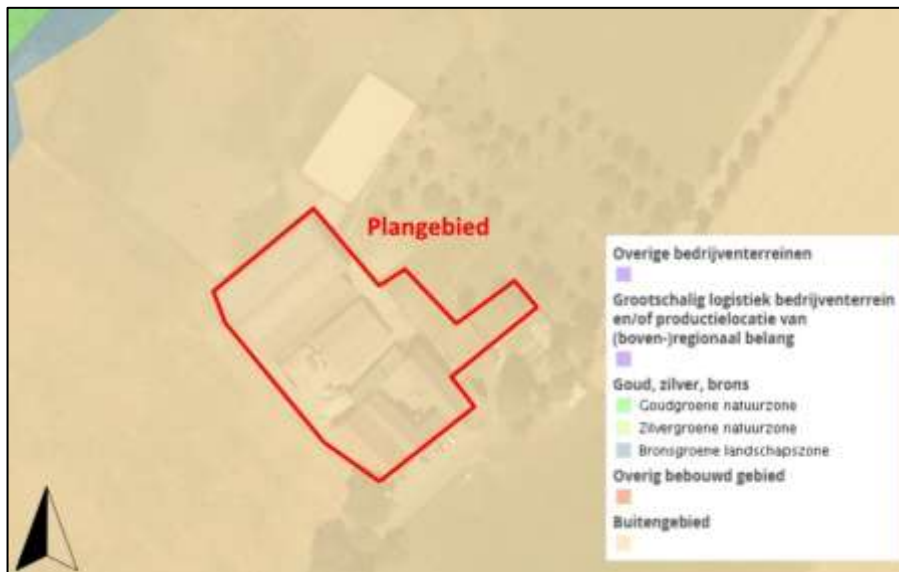 Plangebied
Overige bedrijventerreinen
Grootschalig logistiek bedrijventerrein
en/of productielocatie van
(boven-)regionaal belang
Goud, zilver, brons
Goudgroene natuurzone
Zilvergroene natuurzone
Bronsgroene landschapszone
Overig bebouwd gebied
Buitengebied